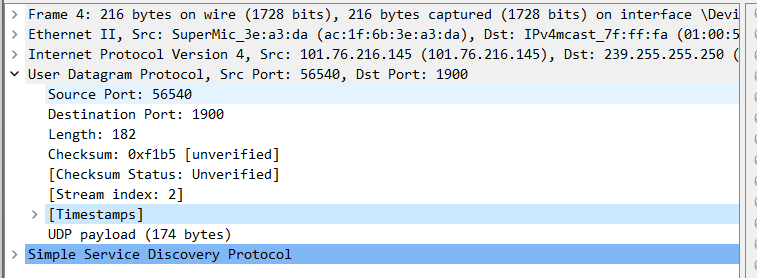 Frame 4: 216 bytes on wire (1728 bits), 216 bytes captured (1728 bits) on interface \Devi
Ethernet II, Src: SuperMic_3e:a3:da (ac:1f:6b:3e:a3:da), Dst: IPv4mcast_7f:ff:fa (01:00:5
Internet Protocol Version 4, Src: 101.76.216.145 (101.76.216.145), Dst: 239.255.255.250 (
User Datagram Protocol, Src Port: 56540, Dst Port: 1900
Source Port: 56540
Destination Port: 1900
Length: 182
Checksum: 0xf1b5 [unverified]
[Checksum Status: Unverified]
[Stream index: 2]
[Timestamps]
UDP payload (174 bytes)
Simple Service Discovery Protocol